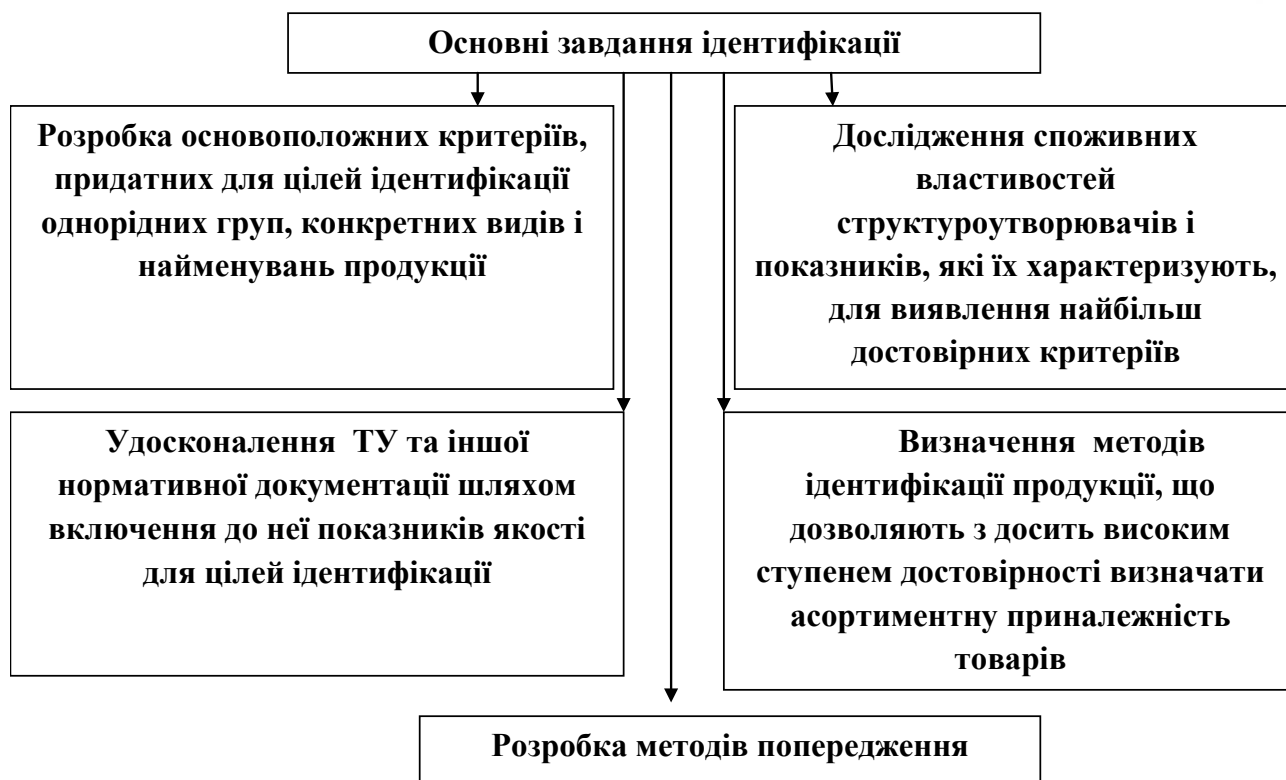 Основні завдання ідентифікації
Розробка основоположних критеріїв,
придатних для цілей ідентифікації
однорідних груп, конкретних видів і
найменувань продукції
Дослідження споживних
властивостей
структуроутворювачів і
показників, які їх характеризують,
для виявлення найбільш
достовірних критеріїв
Удосконалення ТУ та іншої
нормативної документації шляхом
включення до неї показників якості
для цілей ідентифікації
Визначення методів
ідентифікації продукції, що
дозволяють з досить високим
ступенем достовірності визначати
асортиментну приналежність
товарів
Розробка методів попередження